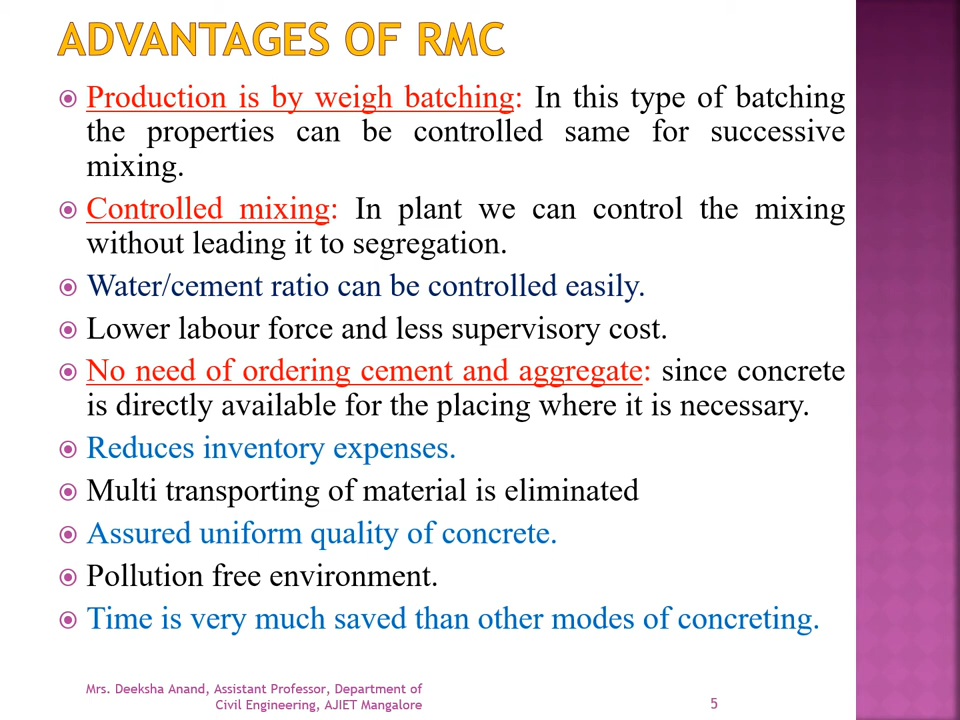 ADVANTAGES OF RMC
Production is by weigh batching: In this type of batching
the properties can be controlled same for successive
mixing.
Controlled mixing: In plant we can control the mixing
without leading it to segregation.
Water/cement ratio can be controlled easily.
Lower labour force and less supervisory cost.
No need of ordering cement and aggregate: since concrete
is directly available for the placing where it is necessary.
Reduces inventory expenses.
Multi transporting of material is eliminated
Assured uniform quality of concrete.
Pollution free environment.
Time is very much saved than other modes of concreting.
Mrs. Deeksha Anand, Assistant Professor, Department of
Civil Engineering, AJIET Mangalore
5